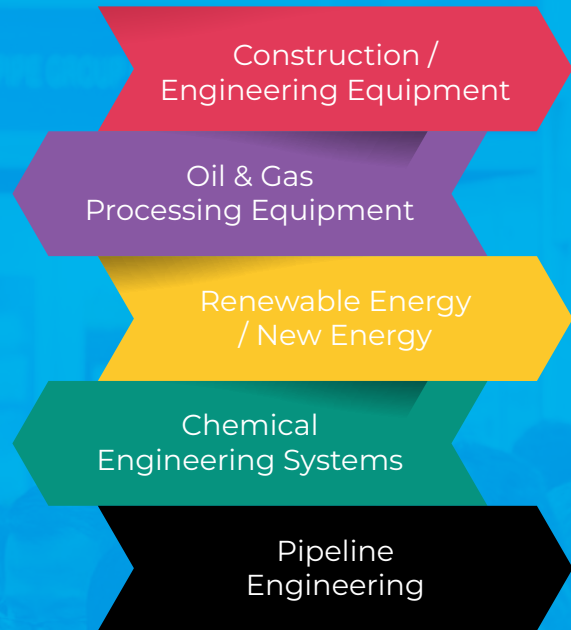 Construction /
Engineering Equipment
Oil & Gas
Processing Equipment
Renewable Energy
/ New Energy
Chemical
Engineering Systems
Pipeline
Engineering